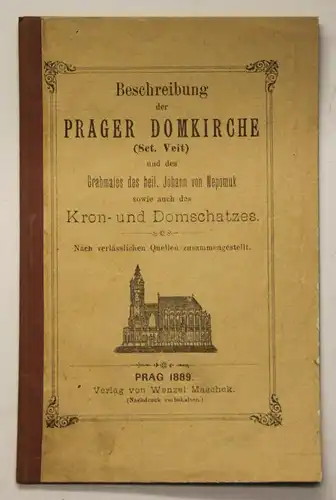 Beschreibung
der
PRAGER DOMKIRCHE
(Sct. Veit)
und des
Grabmales des heil. Johann von Nepomuk
sowie auch des
Kron- und Domschatzes.
Nach verlässlichen Quellen zusammengestellt.
PRAG 1889.
Verlag von Wenzel Maschek.
(Nachdruck vorbehalten.)